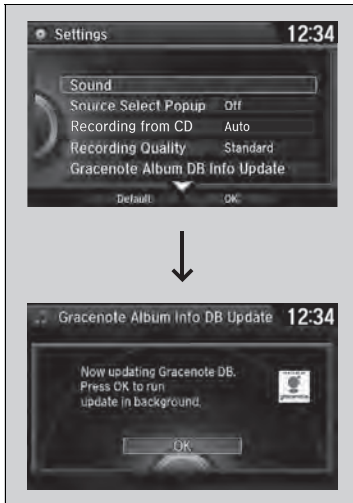 Settings 12:34
Sound
Source Select Popup Off
Recording from CD Auto
Recording Quality Standard
Gracenote Album DB Info Update
Default OK
Gracenote Album Info DB Update 12:34
Now updating Gracenote DB.
Press OK to run
update in background.
gracenote
OK